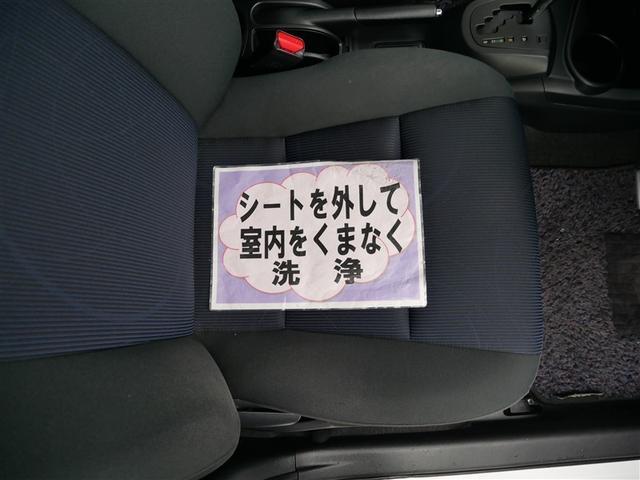 シートを外して
室内をくまなく
洗　浄